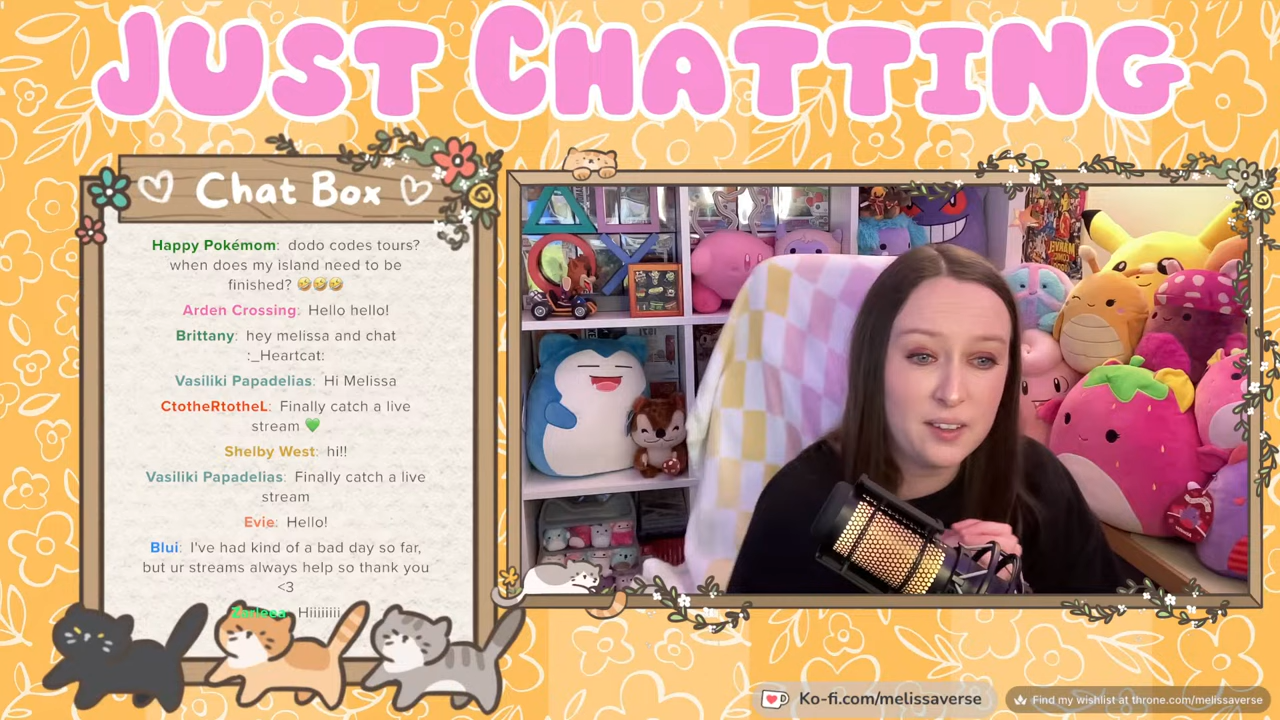 JUST CHATTING
Chat Box
Happy Pokémom: dodo codes tours?
when does my island need to be
finished? 🤣🤣🤣
Arden Crossing: Hello hello!
Brittany: hey melissa and chat
:_Heartcat:
Vasiliki Papadelias: Hi Melissa
CtotheRtotheL: Finally catch a live
stream 💚
Shelby West: hi!!
Vasiliki Papadelias: Finally catch a live
stream
Evie: Hello!
Blui: I've had kind of a bad day so far,
but ur streams always help so thank you
<3
Zarieea: Hiiiiiiiii
MARVEL
Ko-fi.com/melissaverse
Find my wishlist at throne.com/melissaverse